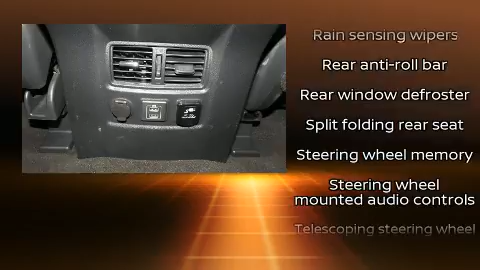 Rain sensing wipers
Rear anti-roll bar
Rear window defroster
Split folding rear seat
Steering wheel memory
Steering wheel
mounted audio controls
Telescoping steering wheel